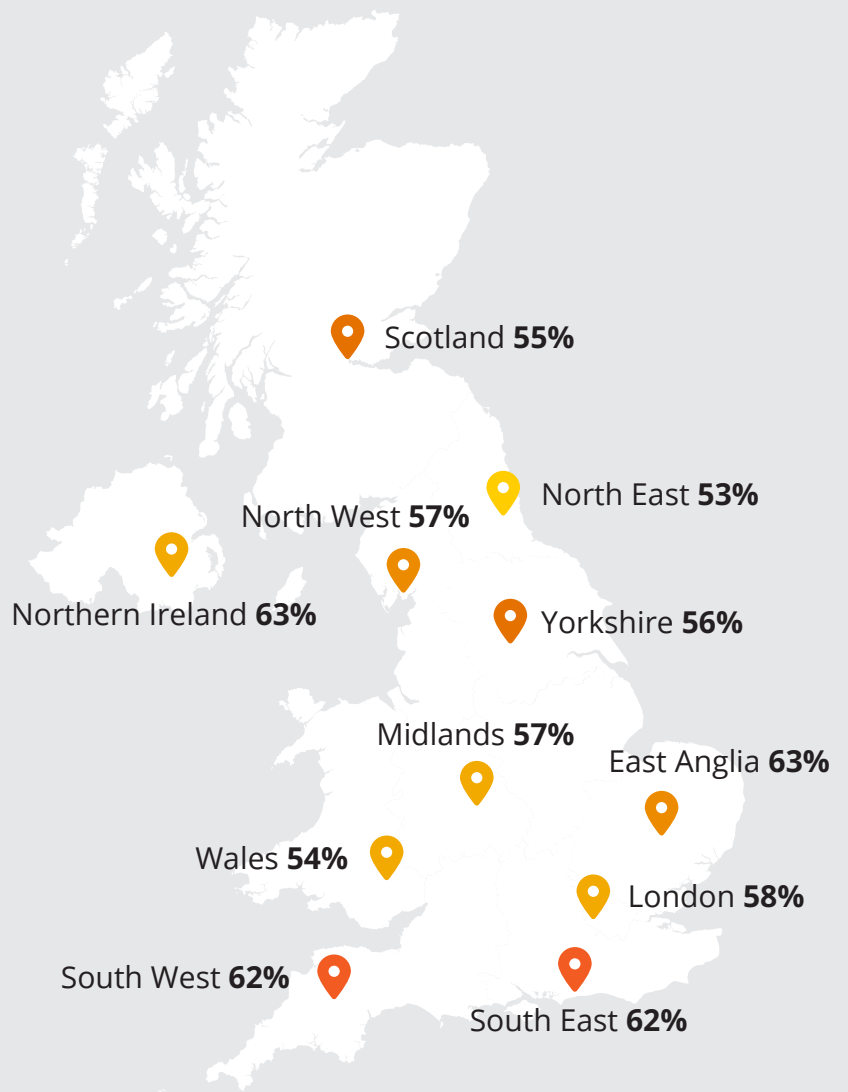 Scotland 55%
North East 53%
North West 57%
Northern Ireland 63%
Yorkshire 56%
Midlands 57%
East Anglia 63%
Wales 54%
London 58%
South West 62%
South East 62%